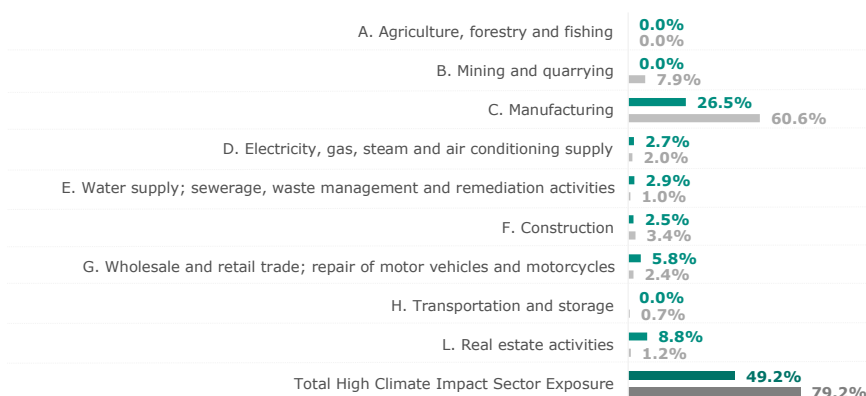 A. Agriculture, forestry and fishing
0.0%
0.0%
B. Mining and quarrying
0.0%
7.9%
C. Manufacturing
26.5%
60.6%
D. Electricity, gas, steam and air conditioning supply
2.7%
2.0%
E. Water supply; sewerage, waste management and remediation activities
2.9%
1.0%
F. Construction
2.5%
3.4%
G. Wholesale and retail trade; repair of motor vehicles and motorcycles
5.8%
2.4%
H. Transportation and storage
0.0%
0.7%
L. Real estate activities
8.8%
1.2%
Total High Climate Impact Sector Exposure
49.2%
79.2%